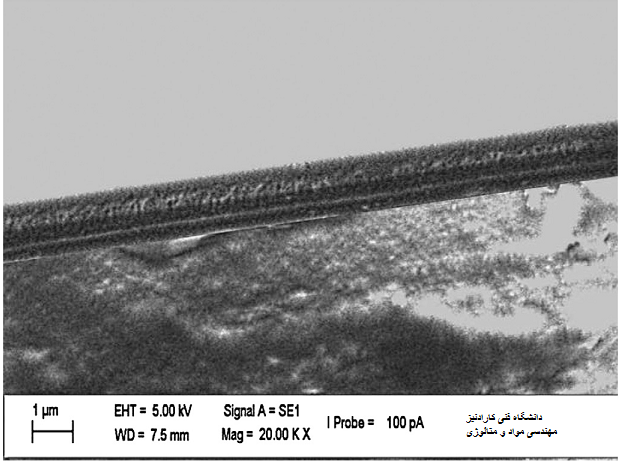 1 µm
EHT = 5.00 kV
WD = 7.5 mm
Signal A = SE1
Mag = 20.00 K X
I Probe = 100 pA
دانشگاه فنی کارادنیز
مهندسی مواد و متالوژی